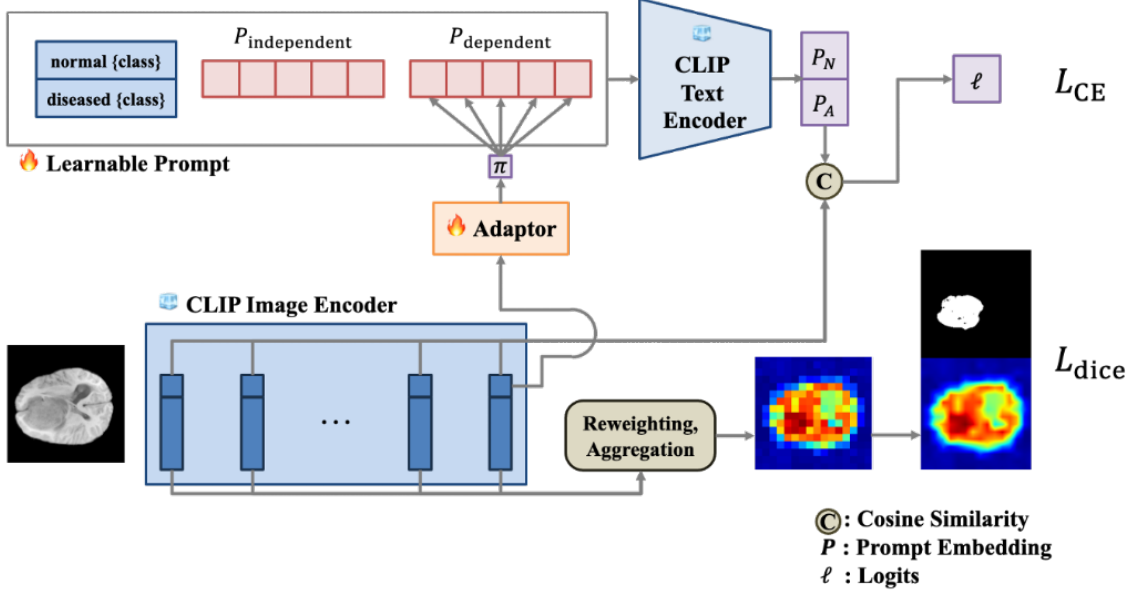 normal {class}
diseased {class}
P_independent
P_dependent
CLIP
Text
Encoder
P_N
P_A
ℓ
L_CE
Learnable Prompt
π
C
Adaptor
CLIP Image Encoder
...
Reweighting,
Aggregation
L_dice
C : Cosine Similarity
P : Prompt Embedding
ℓ : Logits